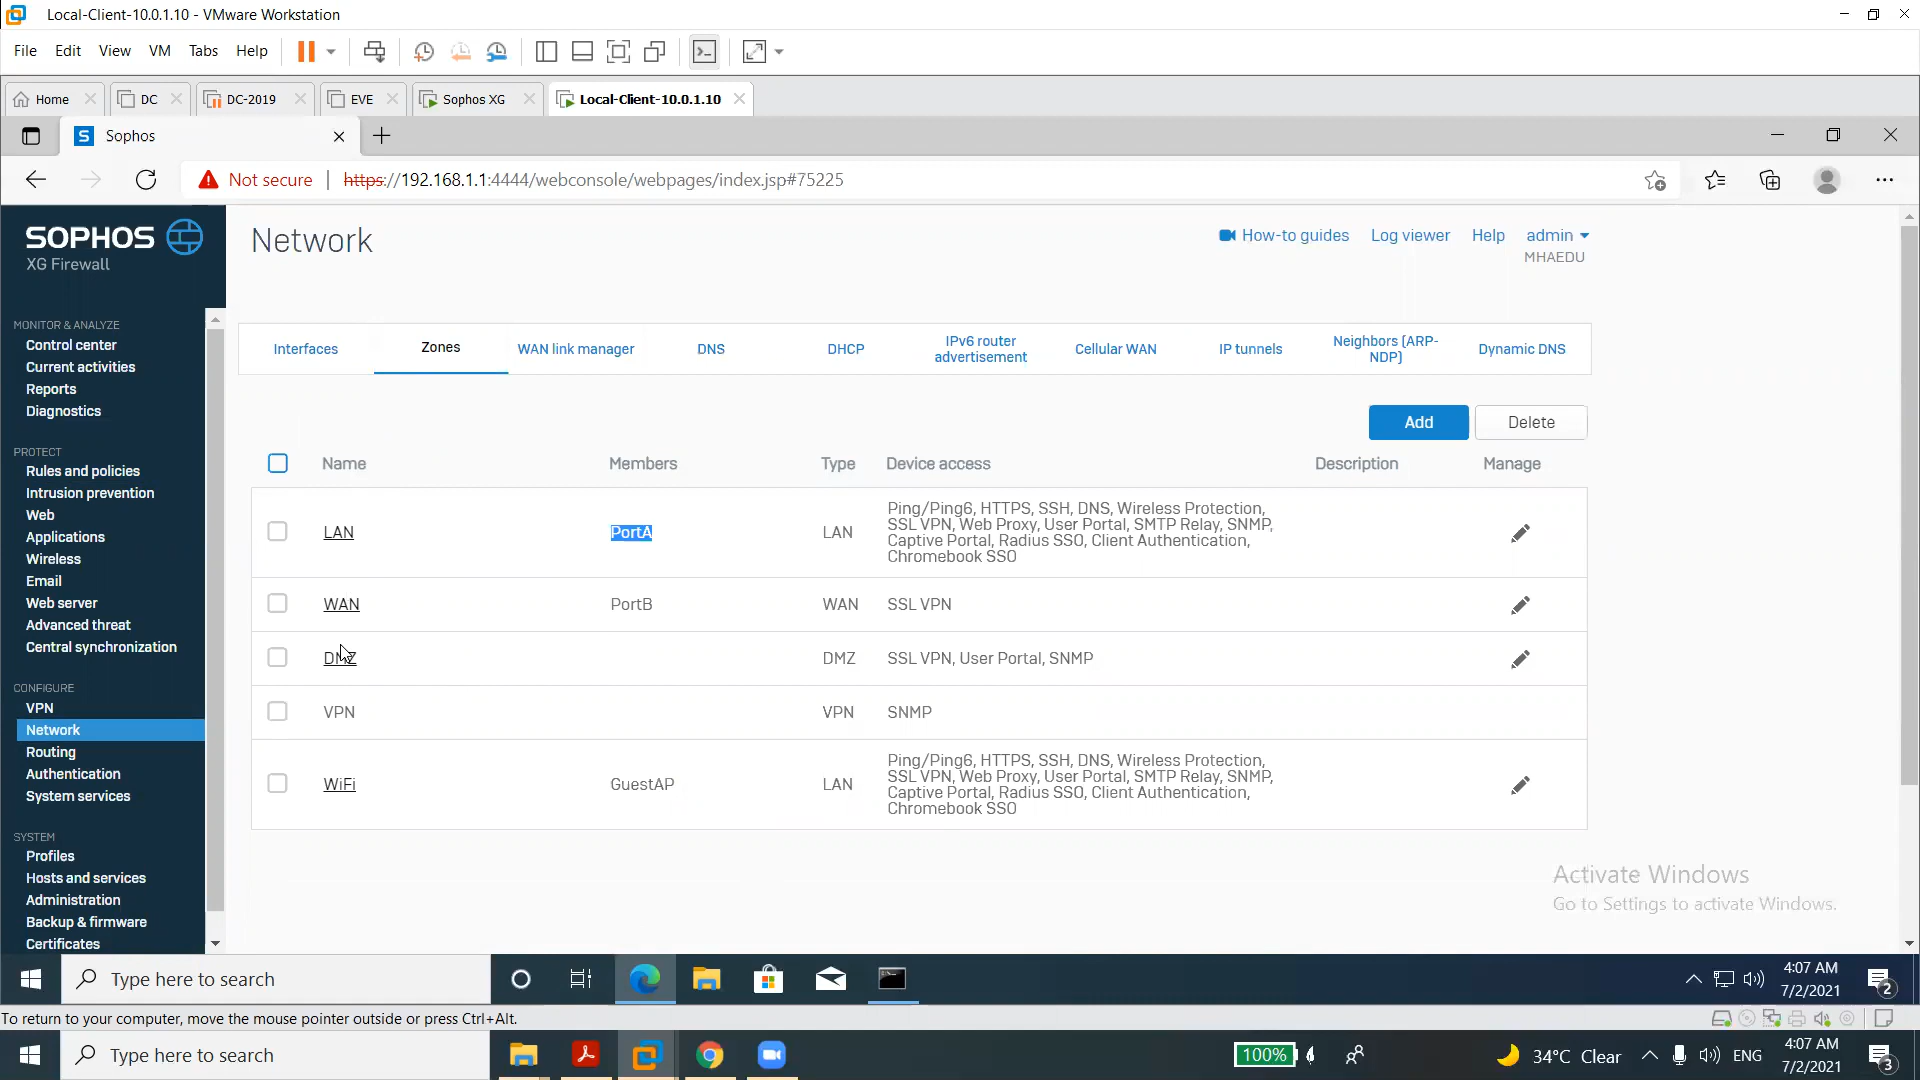 Local-Client-10.0.1.10 - VMware Workstation
File Edit View VM Tabs Help
Home DC DC-2019 EVE Sophos XG Local-Client-10.0.1.10
Sophos
Not secure https://192.168.1.1:4444/webconsole/webpages/index.jsp#75225
SOPHOS
XG Firewall
Network
How-to guides Log viewer Help admin
MHAEDU
MONITOR & ANALYZE
Control center
Current activities
Reports
Diagnostics
PROTECT
Rules and policies
Intrusion prevention
Web
Applications
Wireless
Email
Web server
Advanced threat
Central synchronization
CONFIGURE
VPN
Network
Routing
Authentication
System services
SYSTEM
Profiles
Hosts and services
Administration
Backup & firmware
Certificates
Interfaces
Zones
WAN link manager
DNS
DHCP
IPv6 router
advertisement
Cellular WAN
IP tunnels
Neighbors (ARP-
NDP)
Dynamic DNS
Add Delete
Name Members Type Device access Description Manage
LAN PortA LAN
Ping/Ping6, HTTPS, SSH, DNS, Wireless Protection,
SSL VPN, Web Proxy, User Portal, SMTP Relay, SNMP,
Captive Portal, Radius SSO, Client Authentication,
Chromebook SSO
WAN PortB WAN SSL VPN
DMZ DMZ SSL VPN, User Portal, SNMP
VPN VPN SNMP
WiFi GuestAP LAN
Ping/Ping6, HTTPS, SSH, DNS, Wireless Protection,
SSL VPN, Web Proxy, User Portal, SMTP Relay, SNMP,
Captive Portal, Radius SSO, Client Authentication,
Chromebook SSO
Activate Windows
Go to Settings to activate Windows.
Type here to search
4:07 AM
7/2/2021
2
To return to your computer, move the mouse pointer outside or press Ctrl+Alt.
Type here to search
100%
34°C Clear
ENG
4:07 AM
7/2/2021
3